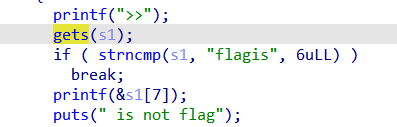 printf(">>");
gets(s1);
if ( strncmp(s1, "flagis", 6uLL) )
break;
printf(&s1[7]);
puts(" is not flag");